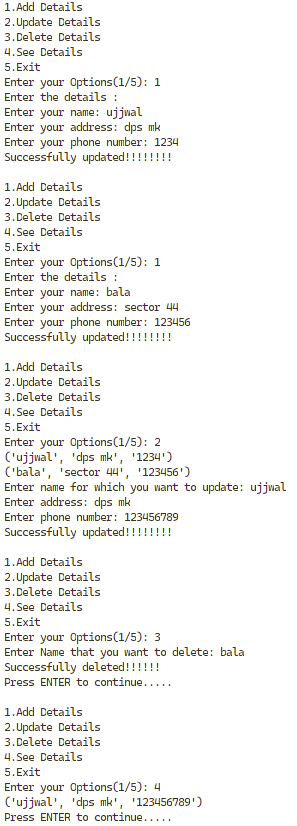 1.Add Details
2.Update Details
3.Delete Details
4.See Details
5.Exit
Enter your Options(1/5): 1
Enter the details :
Enter your name: ujjwal
Enter your address: dps mk
Enter your phone number: 1234
Successfully updated!!!!!!!!
1.Add Details
2.Update Details
3.Delete Details
4.See Details
5.Exit
Enter your Options(1/5): 1
Enter the details :
Enter your name: bala
Enter your address: sector 44
Enter your phone number: 123456
Successfully updated!!!!!!!!
1.Add Details
2.Update Details
3.Delete Details
4.See Details
5.Exit
Enter your Options(1/5): 2
('ujjwal', 'dps mk', '1234')
('bala', 'sector 44', '123456')
Enter name for which you want to update: ujjwal
Enter address: dps mk
Enter phone number: 123456789
Successfully updated!!!!!!!!
1.Add Details
2.Update Details
3.Delete Details
4.See Details
5.Exit
Enter your Options(1/5): 3
Enter Name that you want to delete: bala
Successfully deleted!!!!!!
Press ENTER to continue.....
1.Add Details
2.Update Details
3.Delete Details
4.See Details
5.Exit
Enter your Options(1/5): 4
('ujjwal', 'dps mk', '123456789')
Press ENTER to continue.....